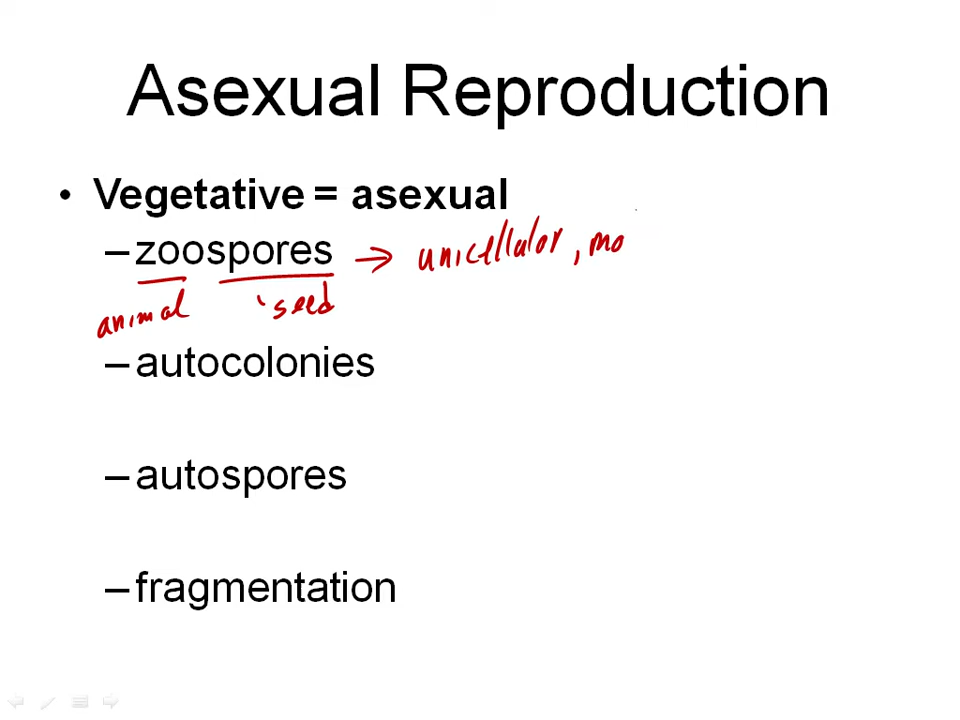 Asexual Reproduction
• Vegetative = asexual
– zoospores → unicellular, mo
animal 'seed
– autocolonies
– autospores
– fragmentation